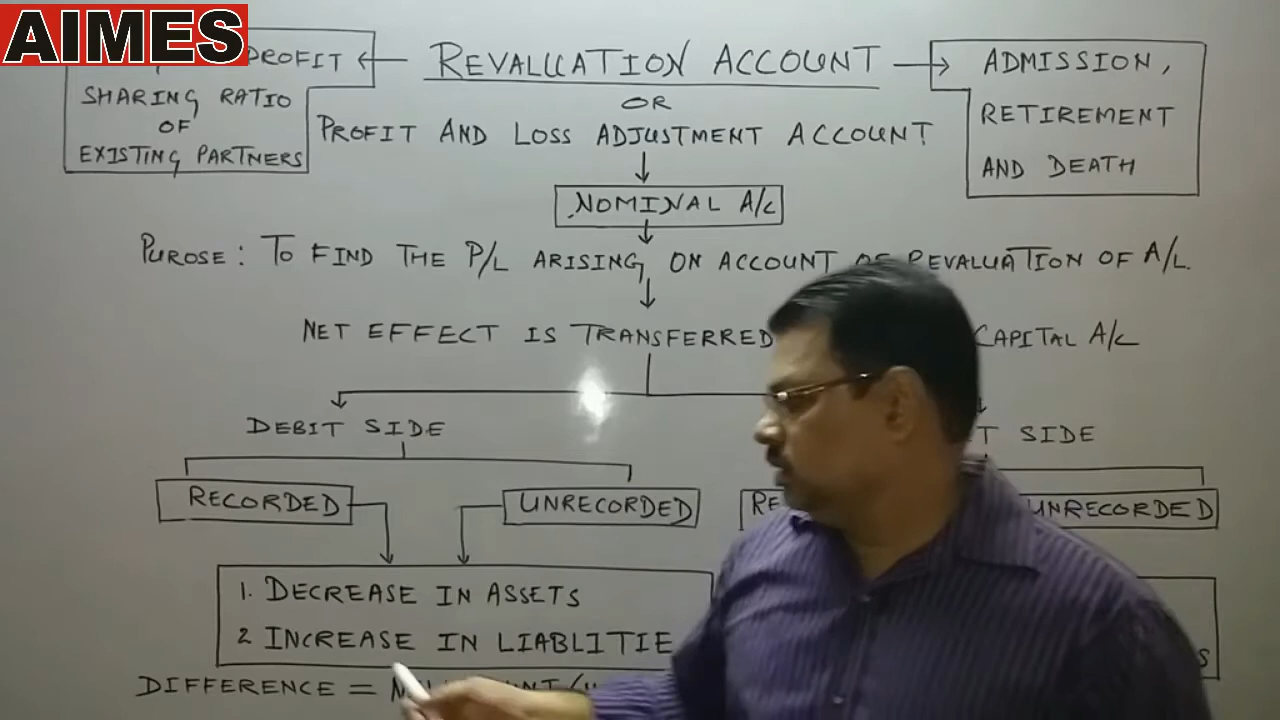 AIMES
PROFIT
SHARING RATIO
OF
EXISTING PARTNERS
REVALUATION ACCOUNT
OR
PROFIT AND LOSS ADJUSTMENT ACCOUNT
ADMISSION,
RETIREMENT
AND DEATH
NOMINAL A/C
PUROSE: TO FIND THE P/L ARISING ON ACCOUNT OF REVALUATION OF A/L.
NET EFFECT IS TRANSFERRED CAPITAL A/C
DEBIT SIDE
T SIDE
RECORDED
UNRECORDED
RE
UNRECORDED
1. DECREASE IN ASSETS
2 INCREASE IN LIABLITIE
S
DIFFERENCE =